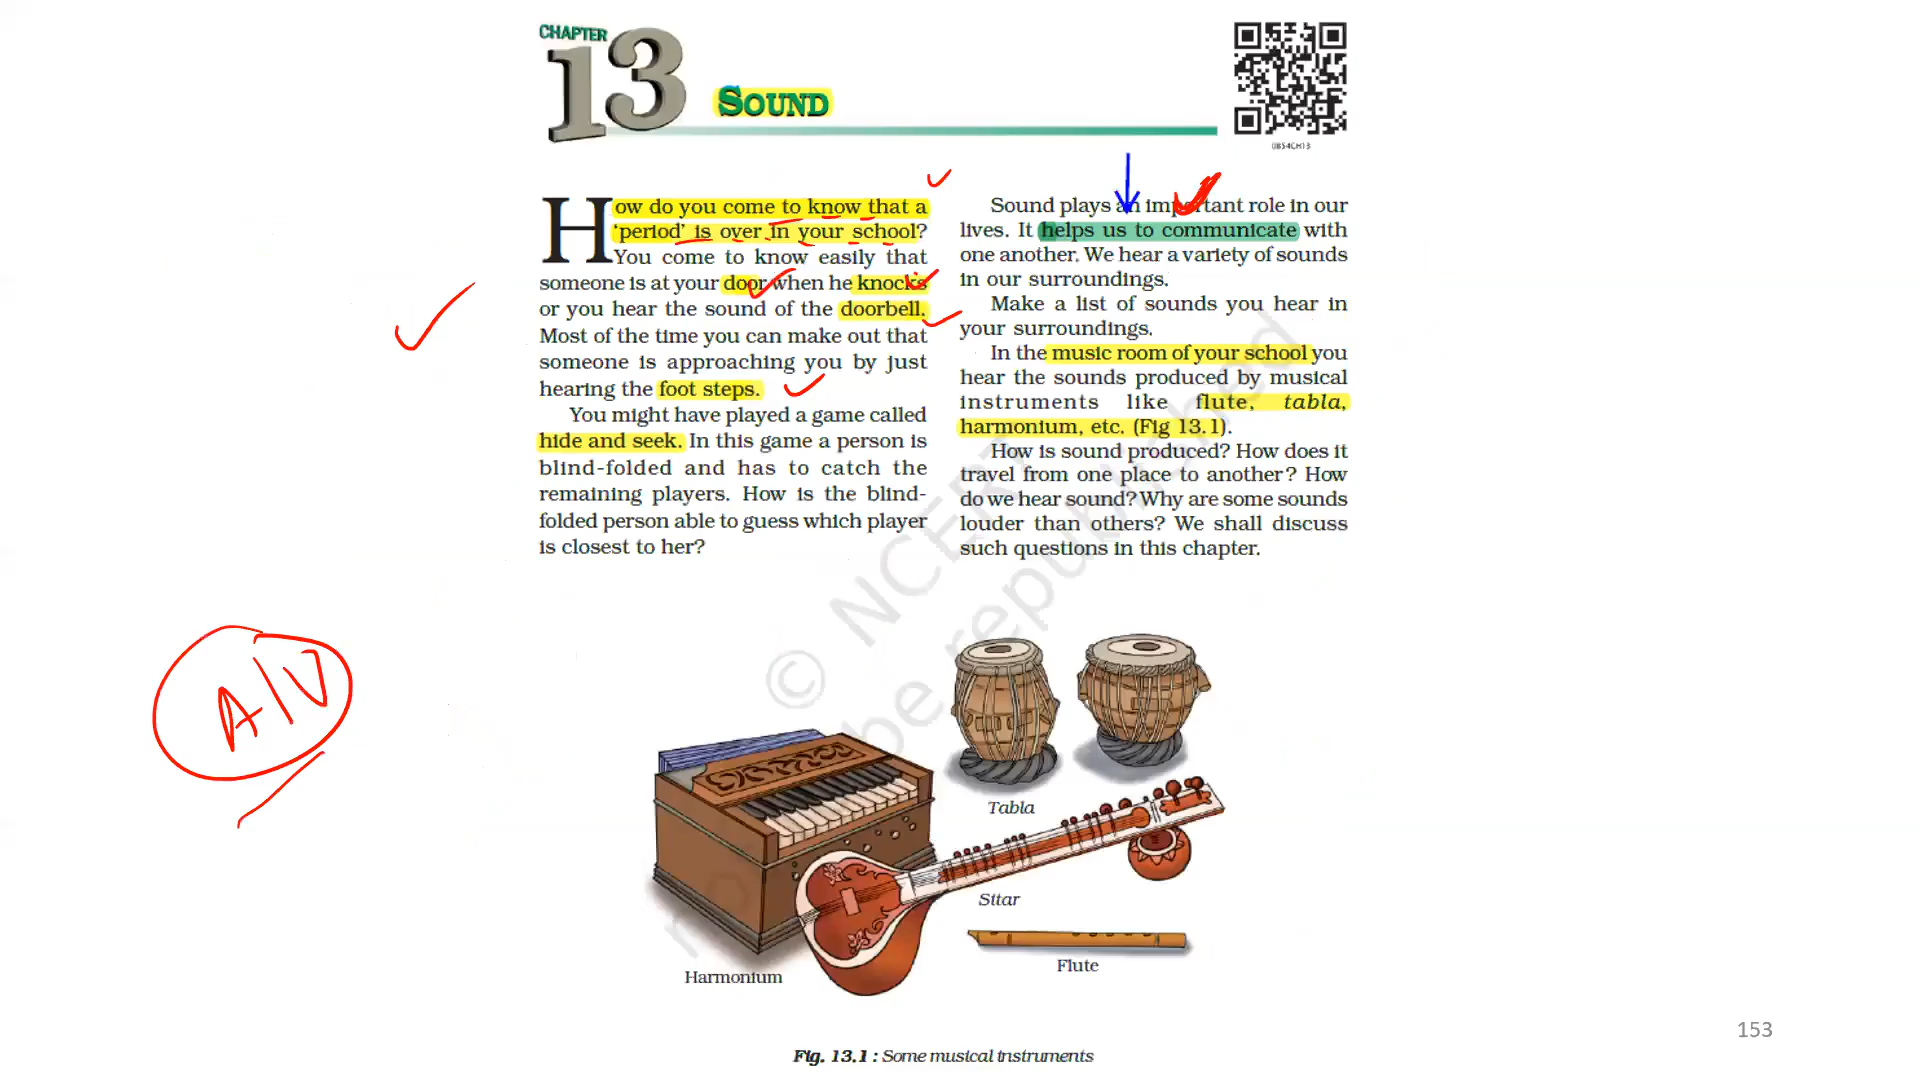 CHAPTER
13
SOUND
How do you come to know that a
'period' is over in your school?
You come to know easily that
someone is at your door when he knocks
or you hear the sound of the doorbell.
Most of the time you can make out that
someone is approaching you by just
hearing the foot steps.
You might have played a game called
hide and seek. In this game a person is
blind-folded and has to catch the
remaining players. How is the blind-
folded person able to guess which player
is closest to her?
Sound plays an important role in our
lives. It helps us to communicate with
one another. We hear a variety of sounds
in our surroundings.
Make a list of sounds you hear in
your surroundings.
In the music room of your school you
hear the sounds produced by musical
instruments like flute, tabla,
harmonium, etc. (Fig 13.1).
How is sound produced? How does it
travel from one place to another? How
do we hear sound? Why are some sounds
louder than others? We shall discuss
such questions in this chapter.
A/V
© NCERT
be republished
Tabla
Sitar
Flute
Harmonium
Fig. 13.1 : Some musical instruments
153